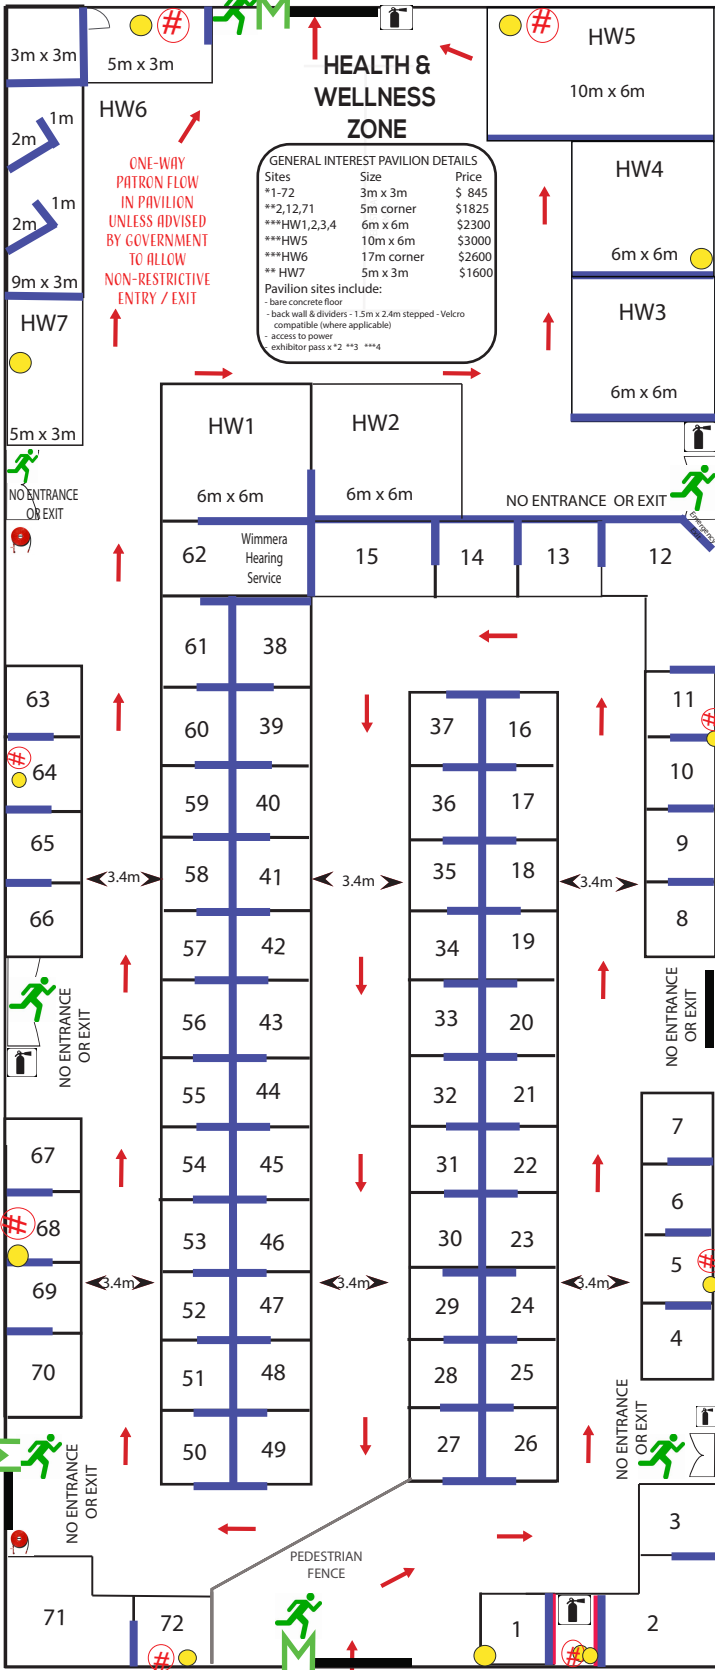 M
#
#
3m x 3m
5m x 3m
HW5
10m x 6m
HEALTH &
WELLNESS
ZONE
HW6
1m
2m
1m
2m
9m x 3m
ONE-WAY
PATRON FLOW
IN PAVILION
UNLESS ADVISED
BY GOVERNMENT
TO ALLOW
NON-RESTRICTIVE
ENTRY / EXIT
GENERAL INTEREST PAVILION DETAILS
Sites Size Price
*1-72 3m x 3m $ 845
**2,12,71 5m corner $1825
***HW1,2,3,4 6m x 6m $2300
***HW5 10m x 6m $3000
***HW6 17m corner $2600
** HW7 5m x 3m $1600
Pavilion sites include:
- bare concrete floor
- back wall & dividers - 1.5m x 2.4m stepped - Velcro
compatible (where applicable)
- access to power
- exhibitor pass x *2 **3 ***4
HW4
6m x 6m
HW3
6m x 6m
HW7
5m x 3m
NO ENTRANCE
OR EXIT
HW1
6m x 6m
HW2
6m x 6m
NO ENTRANCE OR EXIT
Emergency
62
Wimmera
Hearing
Service
15
14
13
12
61
38
60
39
59
40
58
41
57
42
56
43
55
44
54
45
53
46
52
47
51
48
50
49
63
#
64
65
66
3.4m
3.4m
3.4m
37
16
36
17
35
18
34
19
33
20
32
21
31
22
30
23
29
24
28
25
27
26
11
#
10
9
8
NO ENTRANCE
OR EXIT
NO ENTRANCE
OR EXIT
67
#
68
69
70
3.4m
3.4m
3.4m
7
6
5
#
4
NO ENTRANCE
OR EXIT
NO ENTRANCE
OR EXIT
3
PEDESTRIAN
FENCE
71
72
#
M
1
#
2